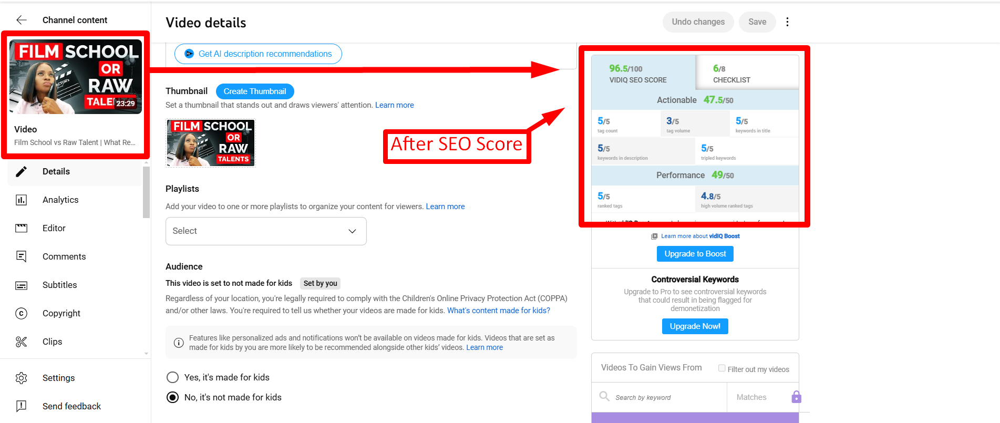 Channel content
FILM SCHOOL
OR
ACTOR's
RAW
TALENTS
23:29
Video
Film School vs Raw Talent | What Re...
Details
Analytics
Editor
Comments
Subtitles
Copyright
Clips
Settings
Send feedback
Video details
Undo changes
Save
Get AI description recommendations
Thumbnail
Create Thumbnail
Set a thumbnail that stands out and draws viewers' attention. Learn more
FILM SCHOOL
OR
RAW
TALENTS
After SEO Score
Playlists
Add your video to one or more playlists to organize your content for viewers. Learn more
Select
Audience
This video is set to not made for kids Set by you
Regardless of your location, you're legally required to comply with the Children's Online Privacy Protection Act (COPPA)
and/or other laws. You're required to tell us whether your videos are made for kids. What's content made for kids?
Features like personalized ads and notifications won't be available on videos made for kids. Videos that are set as
made for kids by you are more likely to be recommended alongside other kids' videos. Learn more
Yes, it's made for kids
No, it's not made for kids
96.5/100
VIDIQ SEO SCORE
6/8
CHECKLIST
Actionable 47.5/50
5/5
tag count
3/5
tag volume
5/5
keywords in title
5/5
keywords in description
5/5
tripled keywords
Performance 49/50
5/5
ranked tags
4.8/5
high volume ranked tags
Learn more about vidIQ Boost
Upgrade to Boost
Controversial Keywords
Upgrade to Pro to see controversial keywords
that could result in being flagged for
demonetization
Upgrade Now!
Videos To Gain Views From
Filter out my videos
Search by keyword
Matches